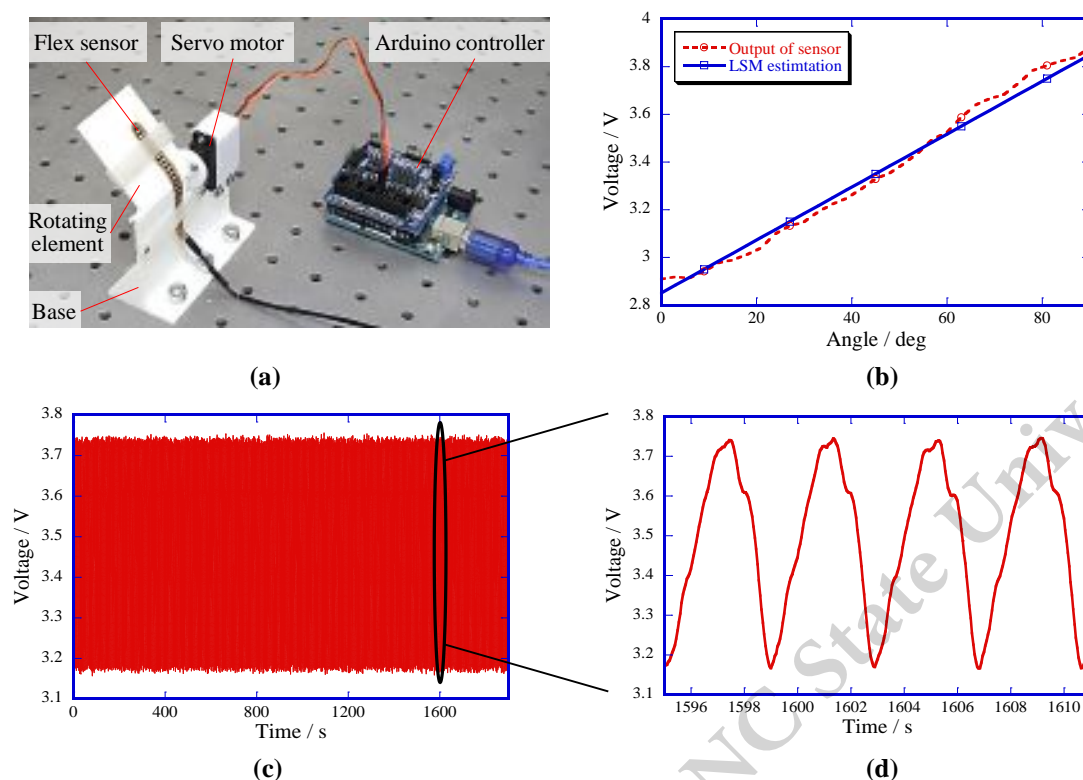 Flex sensor
Servo motor
Arduino controller
Rotating
element
Base
(a)
4
3.8
3.6
3.4
3.2
3
2.8
Voltage / V
Output of sensor
LSM estimtation
0
20
40
60
80
Angle / deg
(b)
3.8
3.7
3.6
3.5
3.4
3.3
3.2
3.1
Voltage / V
0
400
800
1200
1600
Time / s
(c)
3.8
3.7
3.6
3.5
3.4
3.3
3.2
3.1
Voltage / V
1596
1598
1600
1602
1604
1606
1608
1610
Time / s
(d)
NC State Univ